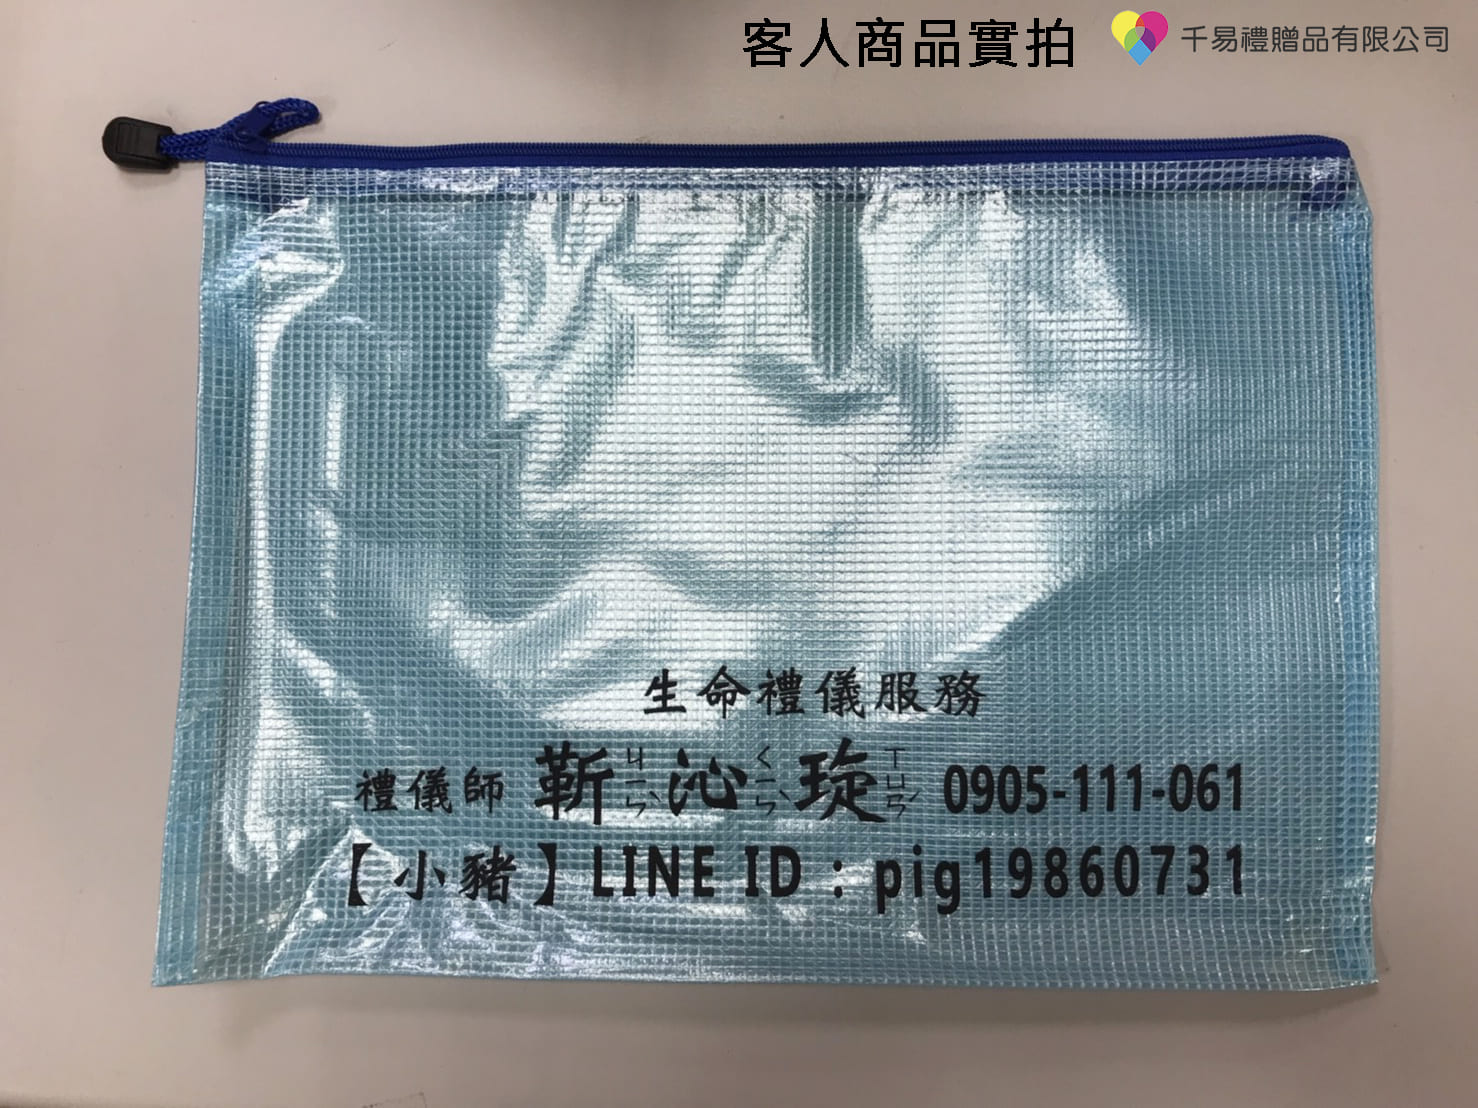 客人商品實拍 千易禮贈品有限公司
生命禮儀服務
禮儀師 靳ㄐㄧㄣˋ沁ㄑㄧㄣˋ琁ㄒㄩㄢˊ 0905-111-061
【小豬】LINE ID：pig19860731